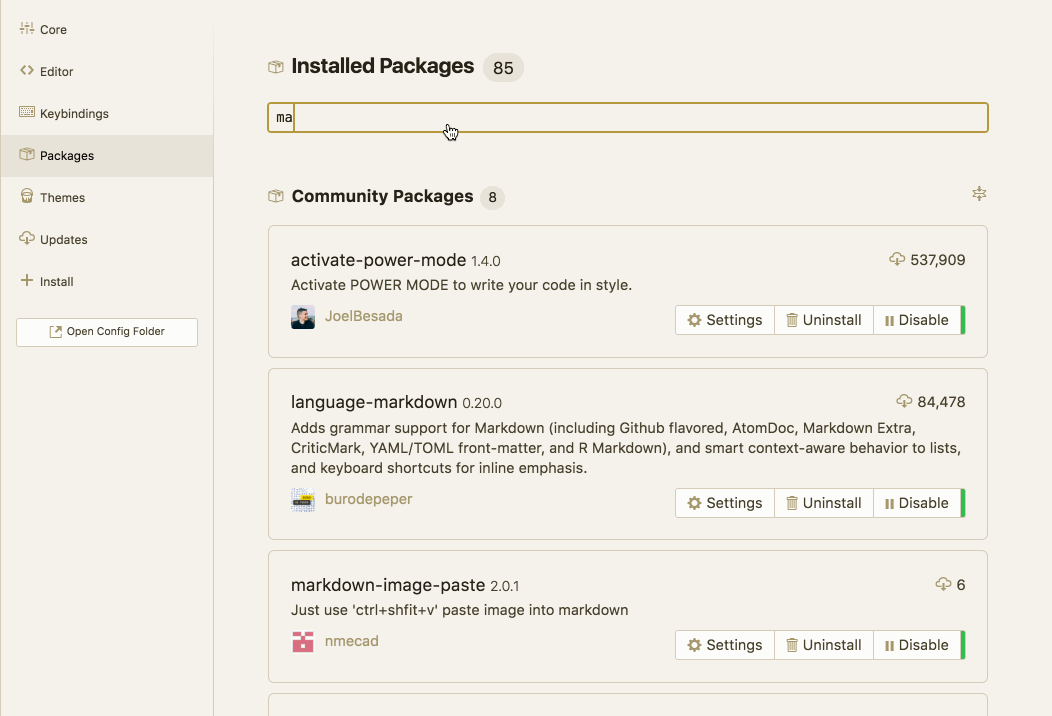 Core
Editor
Keybindings
Packages
Themes
Updates
Install
Open Config Folder
Installed Packages 85
ma
Community Packages 8
activate-power-mode 1.4.0 537,909
Activate POWER MODE to write your code in style.
JoelBesada
Settings Uninstall Disable
language-markdown 0.20.0 84,478
Adds grammar support for Markdown (including Github flavored, AtomDoc, Markdown Extra,
CriticMark, YAML/TOML front-matter, and R Markdown), and smart context-aware behavior to lists,
and keyboard shortcuts for inline emphasis.
burodepeper
Settings Uninstall Disable
markdown-image-paste 2.0.1 6
Just use 'ctrl+shfit+v' paste image into markdown
nmecad
Settings Uninstall Disable